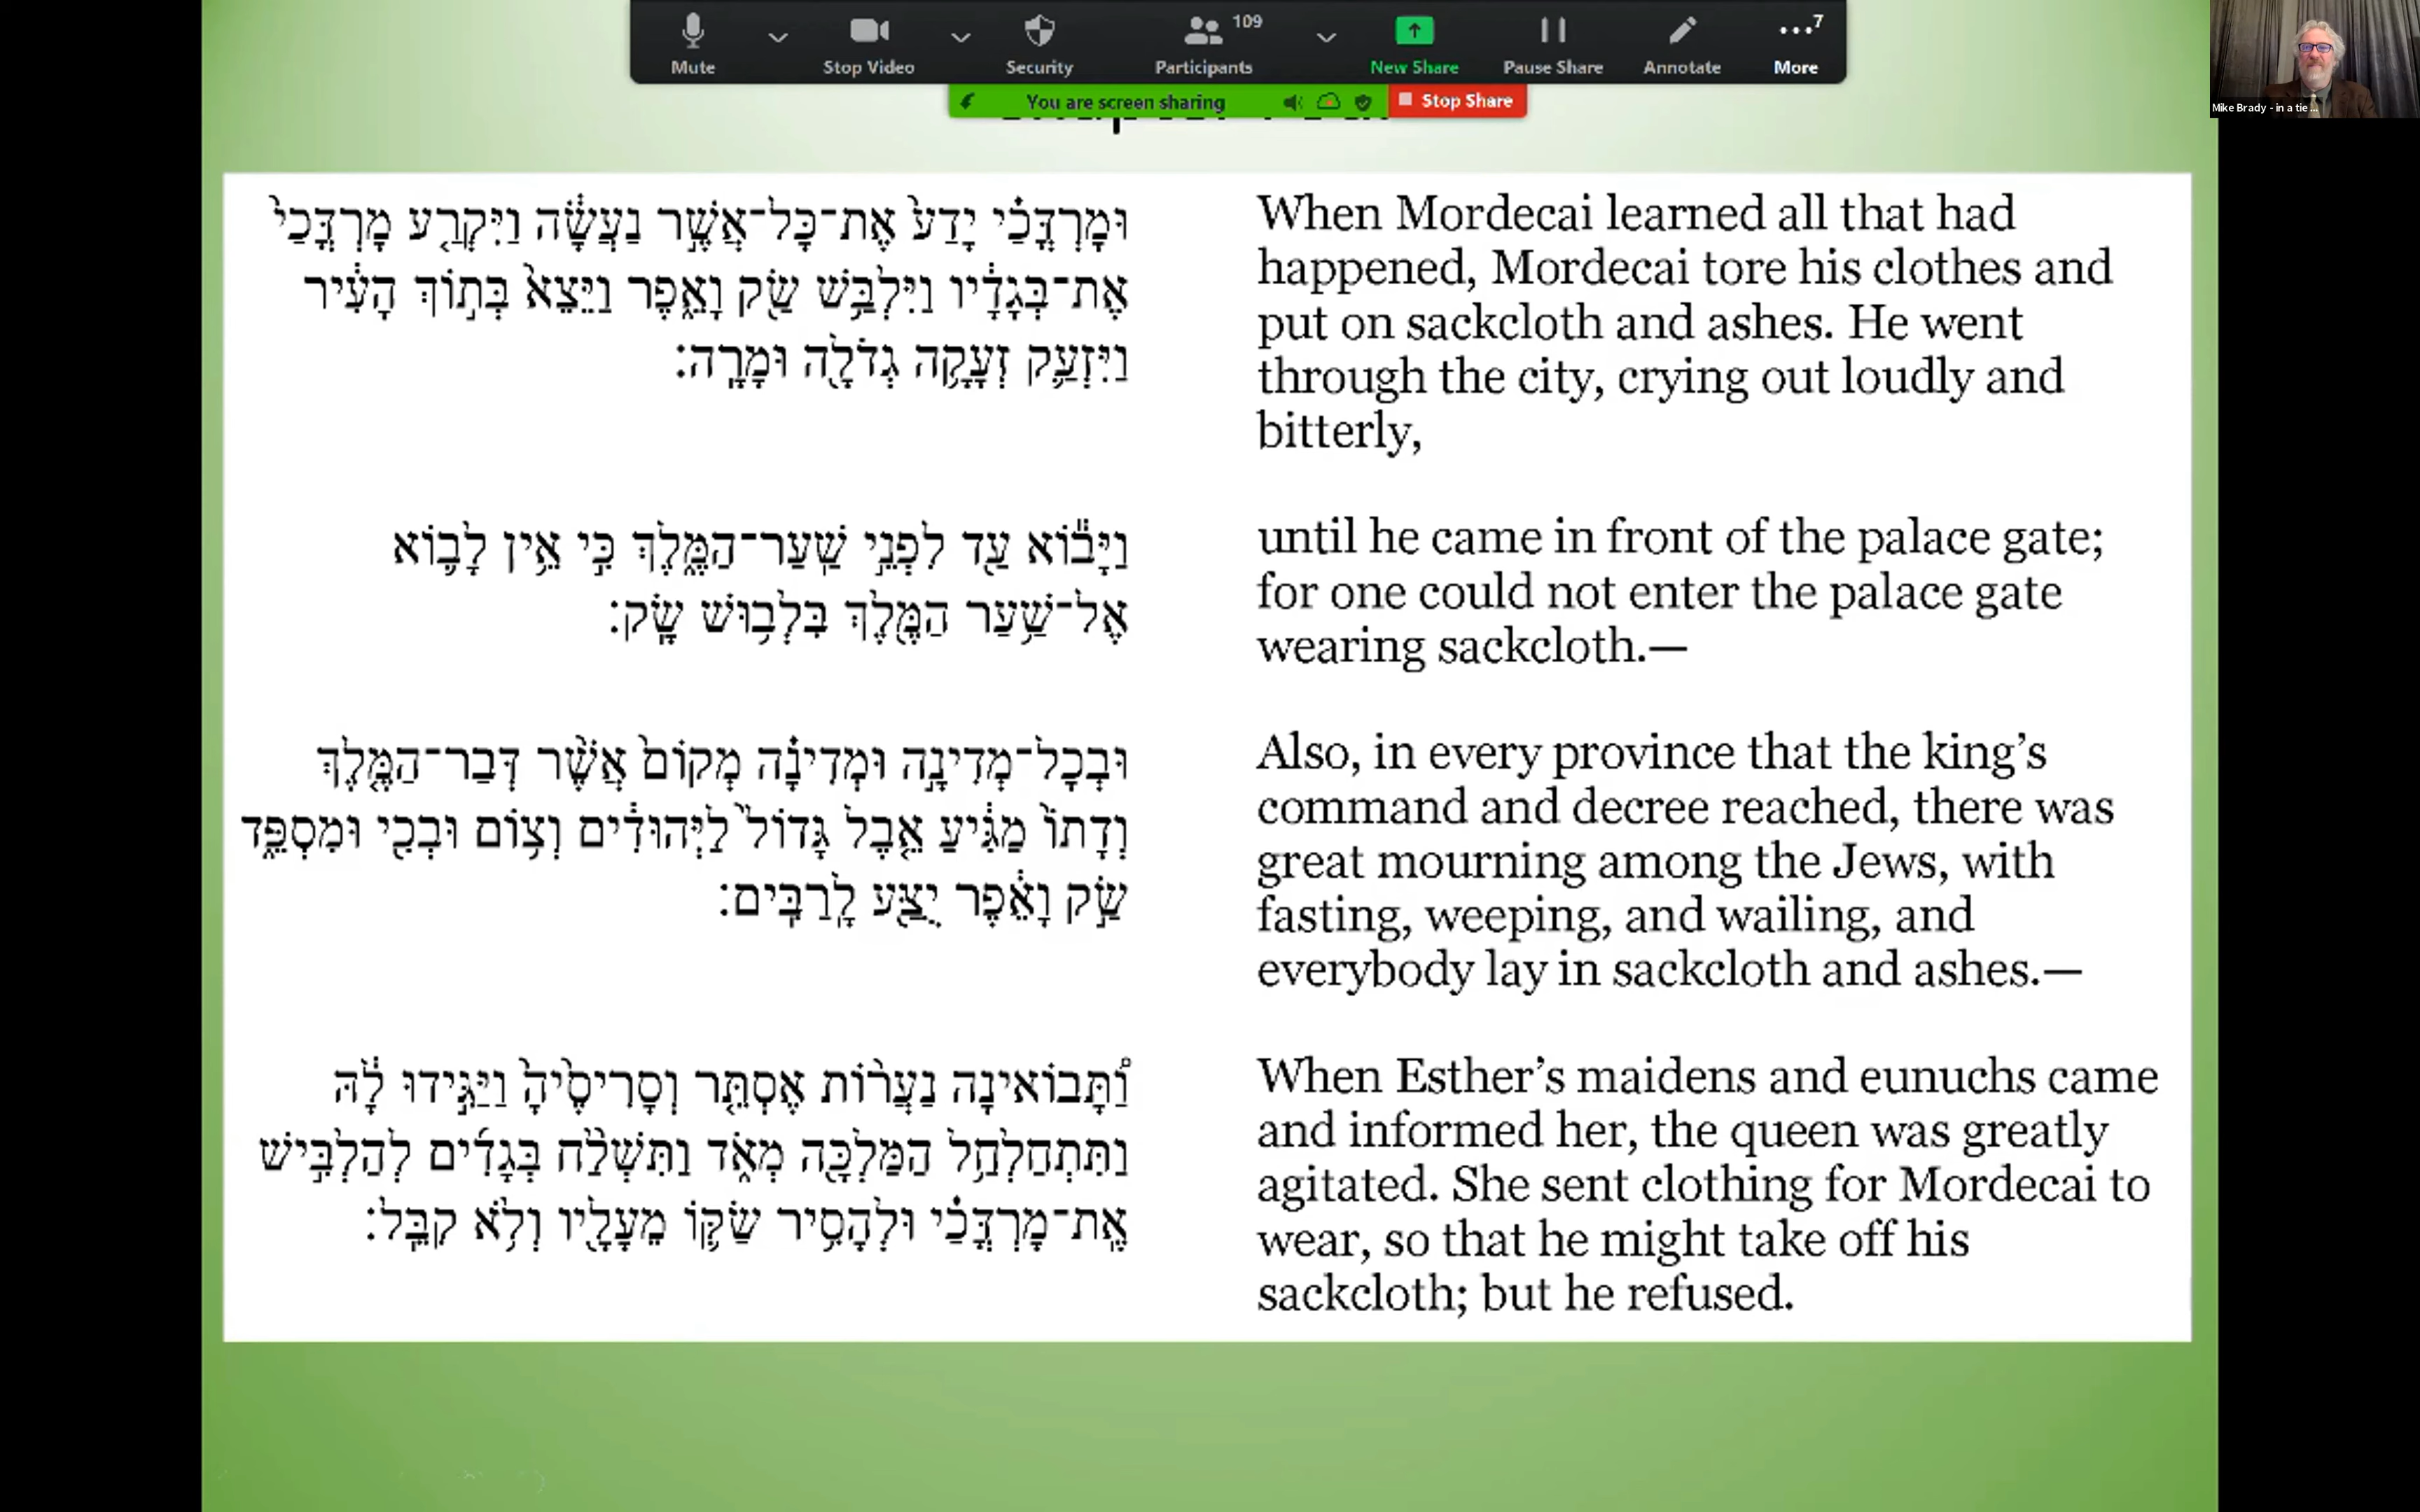 Mute
Stop Video
Security
Participants
109
New Share
Pause Share
Annotate
More
7
You are screen sharing
Stop Share
Mike Brady - in a tie ...
וּמׇרְדֳּכַ֗י יָדַע֙ אֶת־כׇּל־אֲשֶׁ֣ר נַעֲשָׂ֔ה וַיִּקְרַ֤ע מׇרְדֳּכַי֙
אֶת־בְּגָדָ֔יו וַיִּלְבַּ֥שׁ שַׂ֖ק וָאֵ֑פֶר וַיֵּצֵא֙ בְּת֣וֹךְ הָעִ֔יר
וַיִּזְעַ֛ק זְעָקָ֥ה גְדֹלָ֖ה וּמָרָֽה׃
When Mordecai learned all that had
happened, Mordecai tore his clothes and
put on sackcloth and ashes. He went
through the city, crying out loudly and
bitterly,
וַיָּב֕וֹא עַ֖ד לִפְנֵ֣י שַֽׁעַר־הַמֶּ֑לֶךְ כִּ֣י אֵ֥ין לָב֛וֹא
אֶל־שַׁ֥עַר הַמֶּ֖לֶךְ בִּלְב֥וּשׁ שָֽׂק׃
until he came in front of the palace gate;
for one could not enter the palace gate
wearing sackcloth.—
וּבְכׇל־מְדִינָ֣ה וּמְדִינָ֗ה מְקוֹם֙ אֲשֶׁ֨ר דְּבַר־הַמֶּ֤לֶךְ
וְדָתוֹ֙ מַגִּ֔יעַ אֵ֤בֶל גָּדוֹל֙ לַיְּהוּדִ֔ים וְצ֥וֹם וּבְכִ֖י וּמִסְפֵּ֑ד
שַׂ֣ק וָאֵ֔פֶר יֻצַּ֖ע לָֽרַבִּֽים׃
Also, in every province that the king’s
command and decree reached, there was
great mourning among the Jews, with
fasting, weeping, and wailing, and
everybody lay in sackcloth and ashes.—
וַ֠תָּבוֹאינָה נַעֲר֨וֹת אֶסְתֵּ֤ר וְסָרִיסֶ֙יהָ֙ וַיַּגִּ֣ידוּ לָ֔הּ
וַתִּתְחַלְחַ֥ל הַמַּלְכָּ֖ה מְאֹ֑ד וַתִּשְׁלַ֨ח בְּגָדִ֜ים לְהַלְבִּ֣ישׁ
אֶֽת־מׇרְדֳּכַ֗י וּלְהָסִ֥יר שַׂקּ֛וֹ מֵעָלָ֖יו וְלֹ֥א קִבֵּֽל׃
When Esther’s maidens and eunuchs came
and informed her, the queen was greatly
agitated. She sent clothing for Mordecai to
wear, so that he might take off his
sackcloth; but he refused.